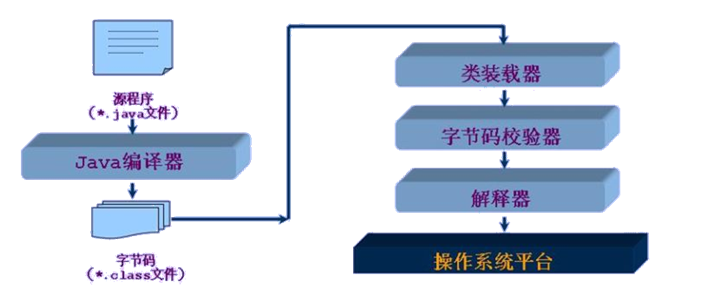 源程序
(*.java文件)
Java编译器
字节码
(*.class文件)
类装载器
字节码校验器
解释器
操作系统平台